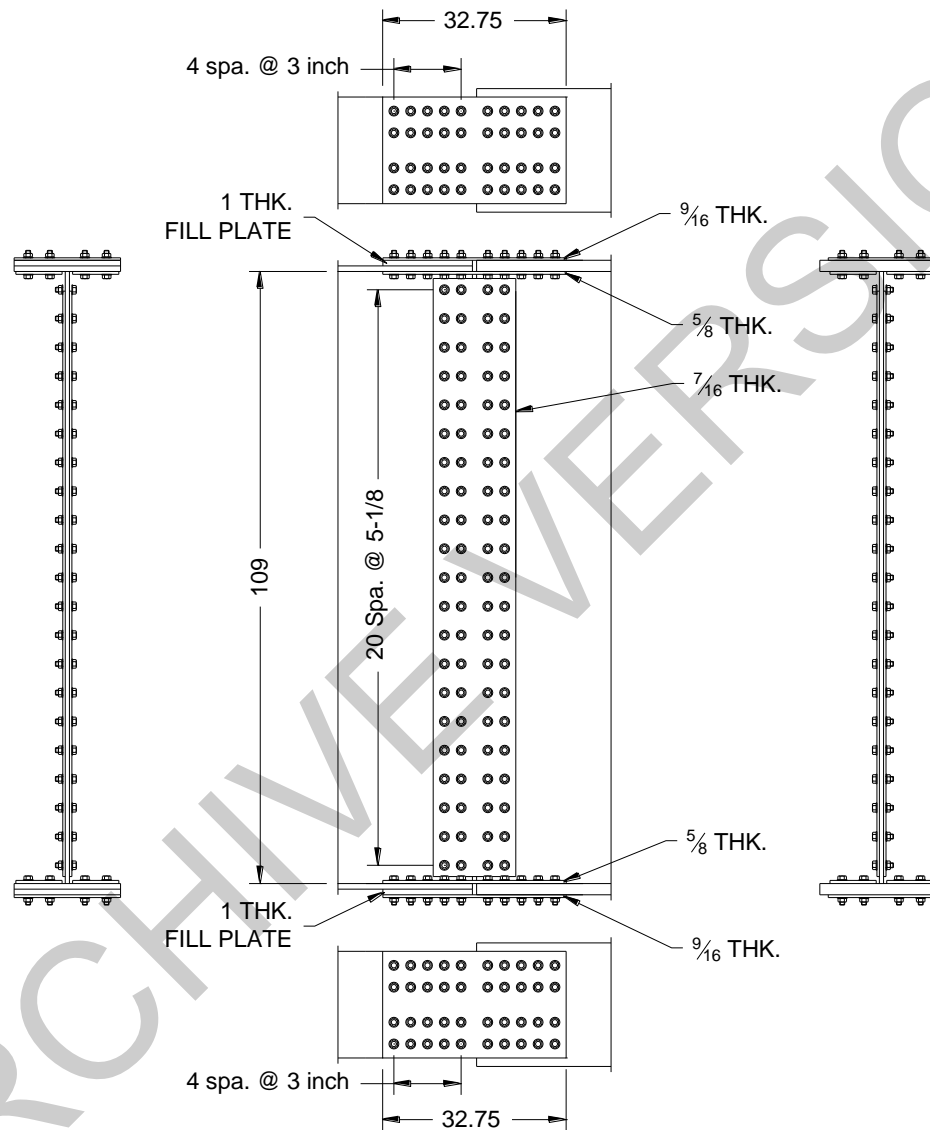 32.75
4 spa. @ 3 inch
1 THK.
FILL PLATE
9/16 THK.
5/8 THK.
7/16 THK.
109
20 Spa. @ 5-1/8
5/8 THK.
1 THK.
FILL PLATE
9/16 THK.
4 spa. @ 3 inch
32.75
RCHIVE VERSIO